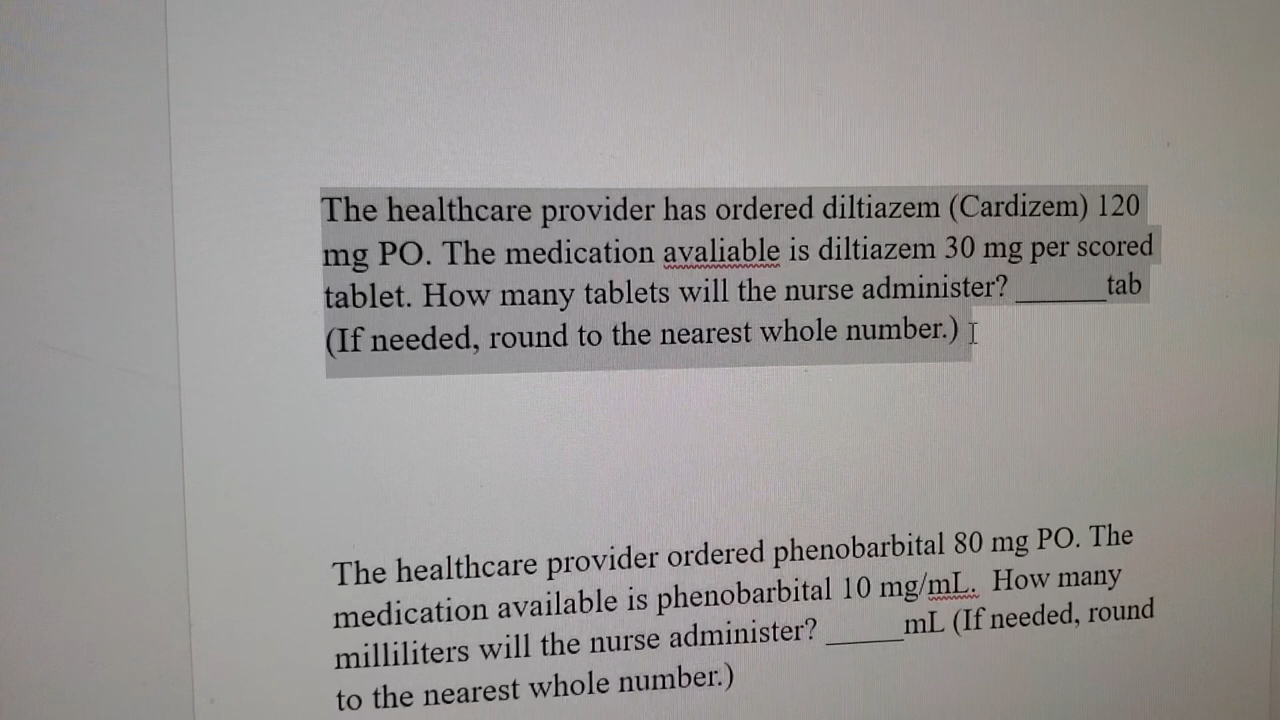 The healthcare provider has ordered diltiazem (Cardizem) 120
mg PO. The medication avaliable is diltiazem 30 mg per scored
tablet. How many tablets will the nurse administer? ______tab
(If needed, round to the nearest whole number.)
The healthcare provider ordered phenobarbital 80 mg PO. The
medication available is phenobarbital 10 mg/mL. How many
milliliters will the nurse administer? _____mL (If needed, round
to the nearest whole number.)